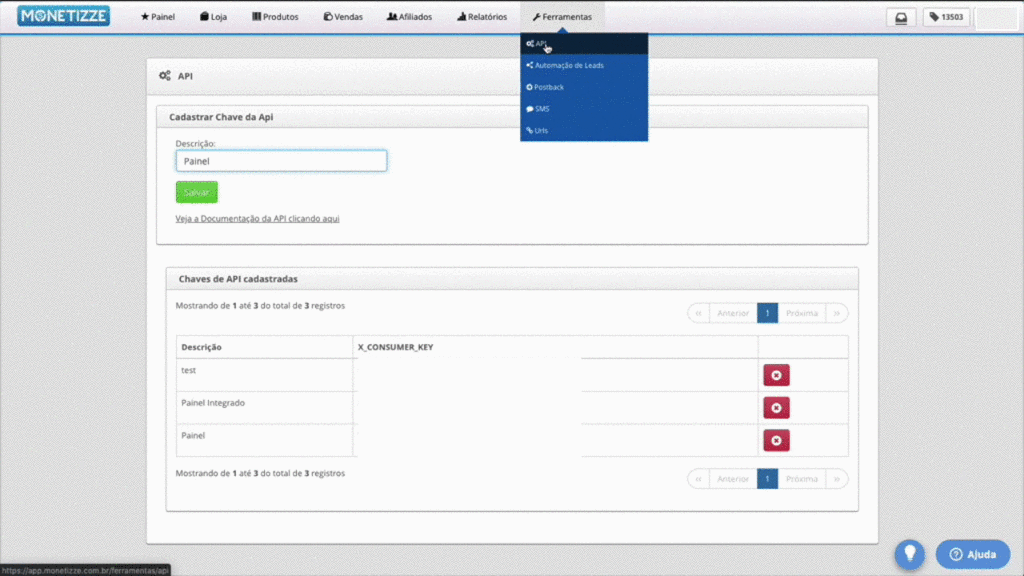 MONETIZZE
Painel
Loja
Produtos
Vendas
Afiliados
Relatórios
Ferramentas
13503
API
Automação de Leads
Postback
SMS
Urls
API
Cadastrar Chave da Api
Descrição:
Painel
Salvar
Veja a Documentação da API clicando aqui
Chaves de API cadastradas
Mostrando de 1 até 3 do total de 3 registros
« Anterior 1 Próxima »
Descrição X_CONSUMER_KEY
test
Painel Integrado
Painel
Mostrando de 1 até 3 do total de 3 registros
« Anterior 1 Próxima »
Ajuda
https://app.monetizze.com.br/ferramentas/api